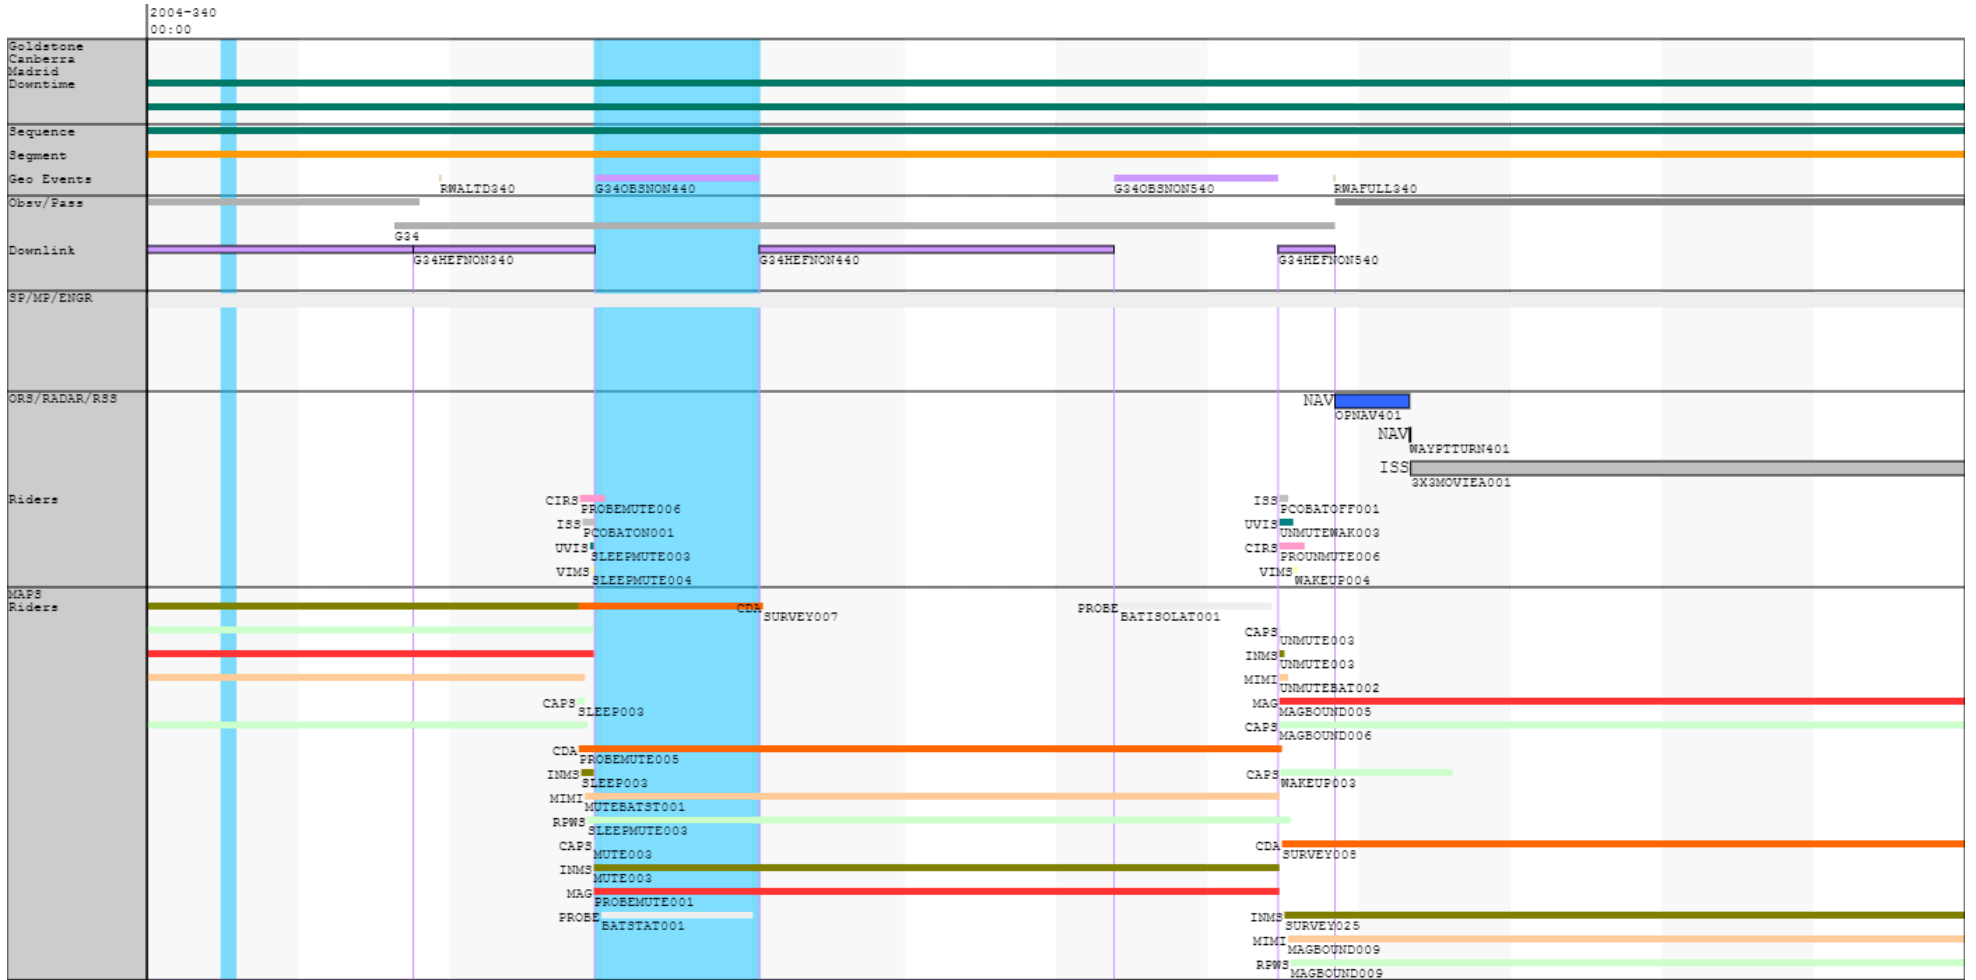 2004-340
00:00
Goldstone
Canberra
Madrid
Downtime
Sequence
Segment
Geo Events
RWALTD340 G34OBSNON440 G34OBSNON540 RWAFULL340
Obsv/Pass
G34
Downlink
G34HEFNON340 G34HEFNON440 G34HEFNON540
SP/MP/ENGR
ORS/RADAR/RSS
NAV
OPNAV401
NAV
WAYPTTURN401
ISS
3X3MOVIEA001
Riders CIRS ISS
PROBEMUTE006 PCOBATOFF001
ISS UVIS
PCOBATON001 UNMUTEWAK003
UVIS CIRS
SLEEPMUTE003 PROUNMUTE006
VIMS VIMS
SLEEPMUTE004 WAKEUP004
MAPS
Riders CDA PROBE
SURVEY007 BATISOLAT001
CAPS
UNMUTE003
INMS
UNMUTE003
MIMI
UNMUTEBAT002
CAPS MAG
SLEEP003 MAGBOUND005
CAPS
MAGBOUND006
CDA
PROBEMUTE005
INMS CAPS
SLEEP003 WAKEUP003
MIMI
MUTEBATST001
RPWS
SLEEPMUTE003
CAPS CDA
MUTE003 SURVEY008
INMS
MUTE003
MAG
PROBEMUTE001
PROBE INMS
BATSTAT001 SURVEY025
MIMI
MAGBOUND009
RPWS
MAGBOUND009